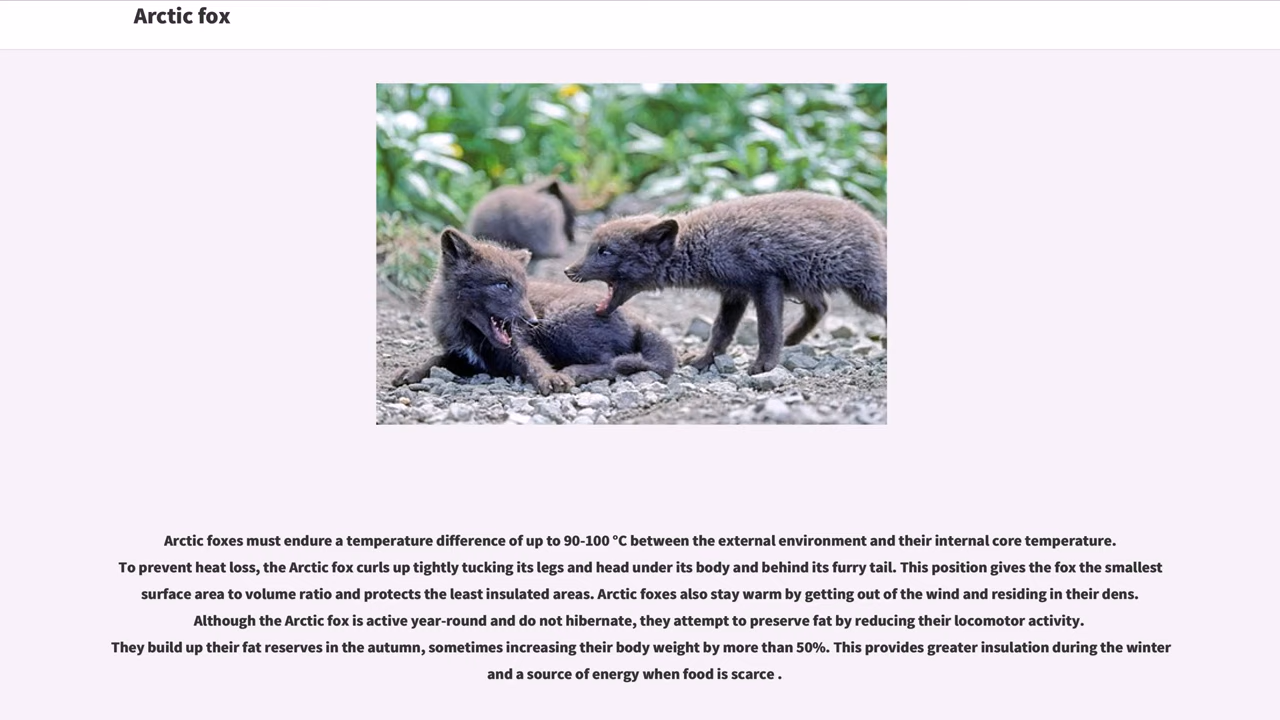 Arctic fox
Arctic foxes must endure a temperature difference of up to 90-100 °C between the external environment and their internal core temperature.
To prevent heat loss, the Arctic fox curls up tightly tucking its legs and head under its body and behind its furry tail. This position gives the fox the smallest
surface area to volume ratio and protects the least insulated areas. Arctic foxes also stay warm by getting out of the wind and residing in their dens.
Although the Arctic fox is active year-round and do not hibernate, they attempt to preserve fat by reducing their locomotor activity.
They build up their fat reserves in the autumn, sometimes increasing their body weight by more than 50%. This provides greater insulation during the winter
and a source of energy when food is scarce .